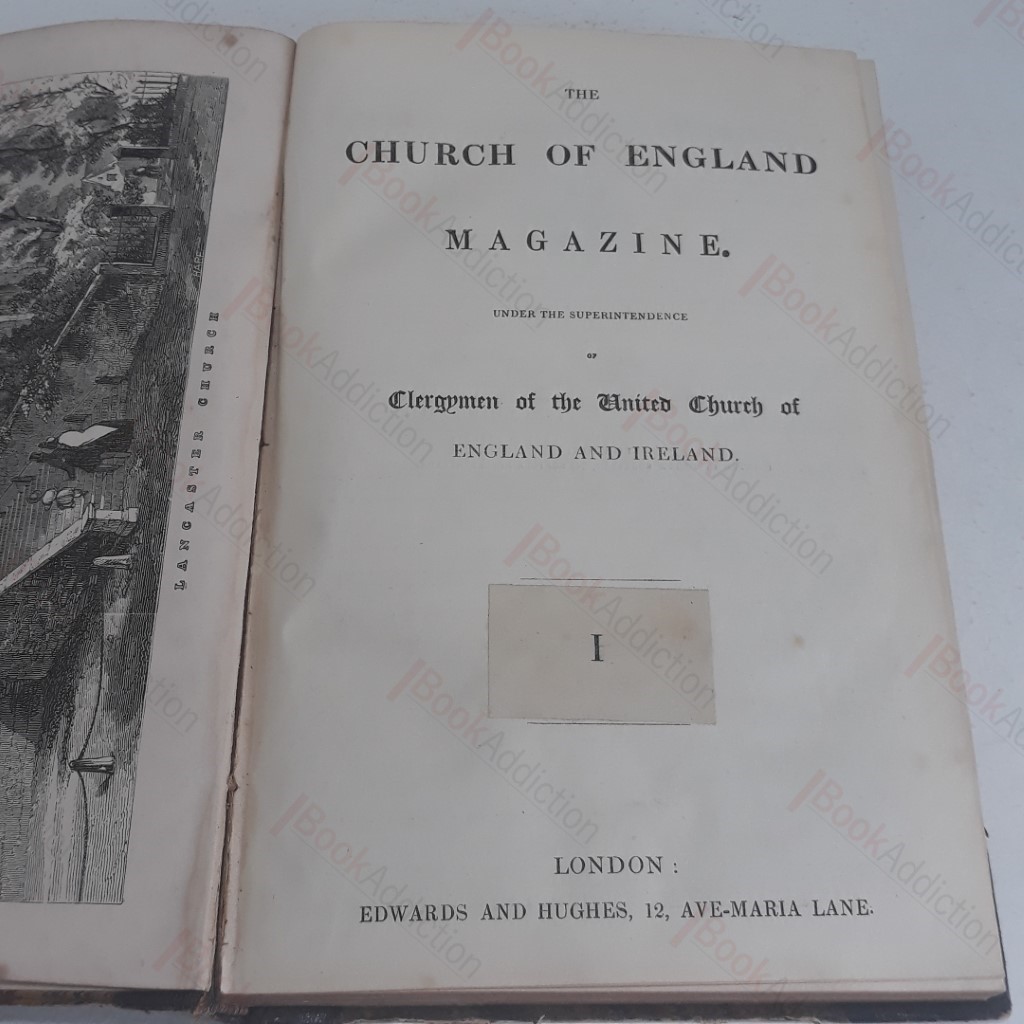 LANCASTER CHURCH
THE
CHURCH OF ENGLAND
MAGAZINE.
UNDER THE SUPERINTENDENCE
OF
Clergymen of the United Church of
ENGLAND AND IRELAND.
I
LONDON:
EDWARDS AND HUGHES, 12, AVE-MARIA LANE.
BookAddiction